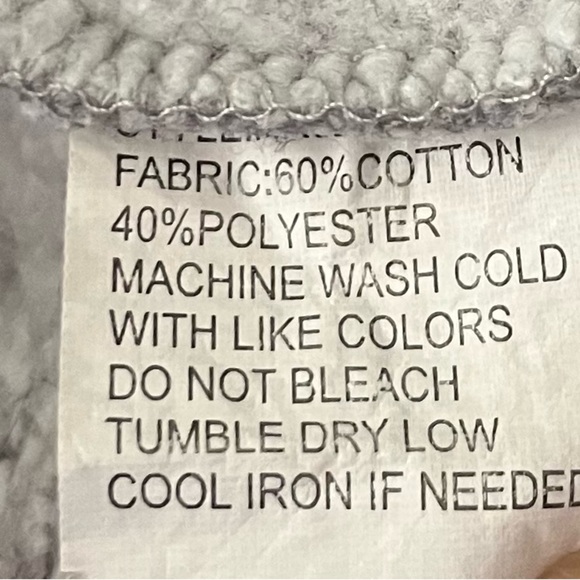 FABRIC:60%COTTON
40%POLYESTER
MACHINE WASH COLD
WITH LIKE COLORS
DO NOT BLEACH
TUMBLE DRY LOW
COOL IRON IF NEEDED